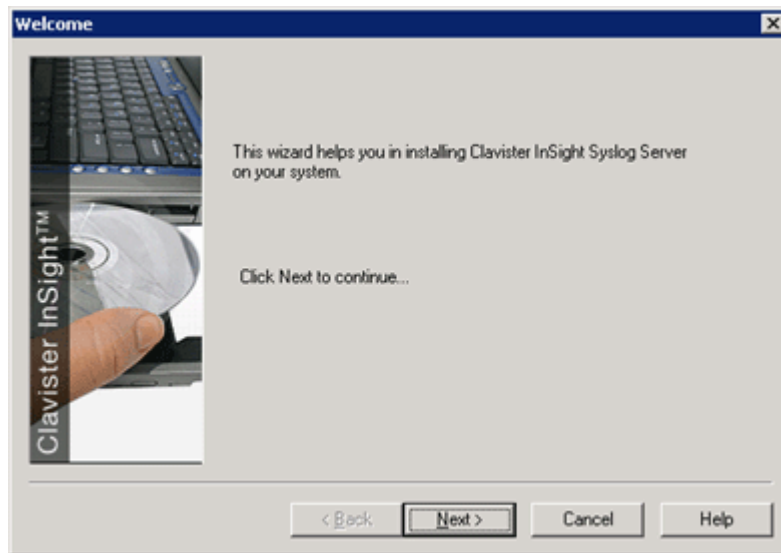 Welcome
This wizard helps you in installing Clavister InSight Syslog Server
on your system.
Click Next to continue...
Clavister InSight™
< Back
Next >
Cancel
Help